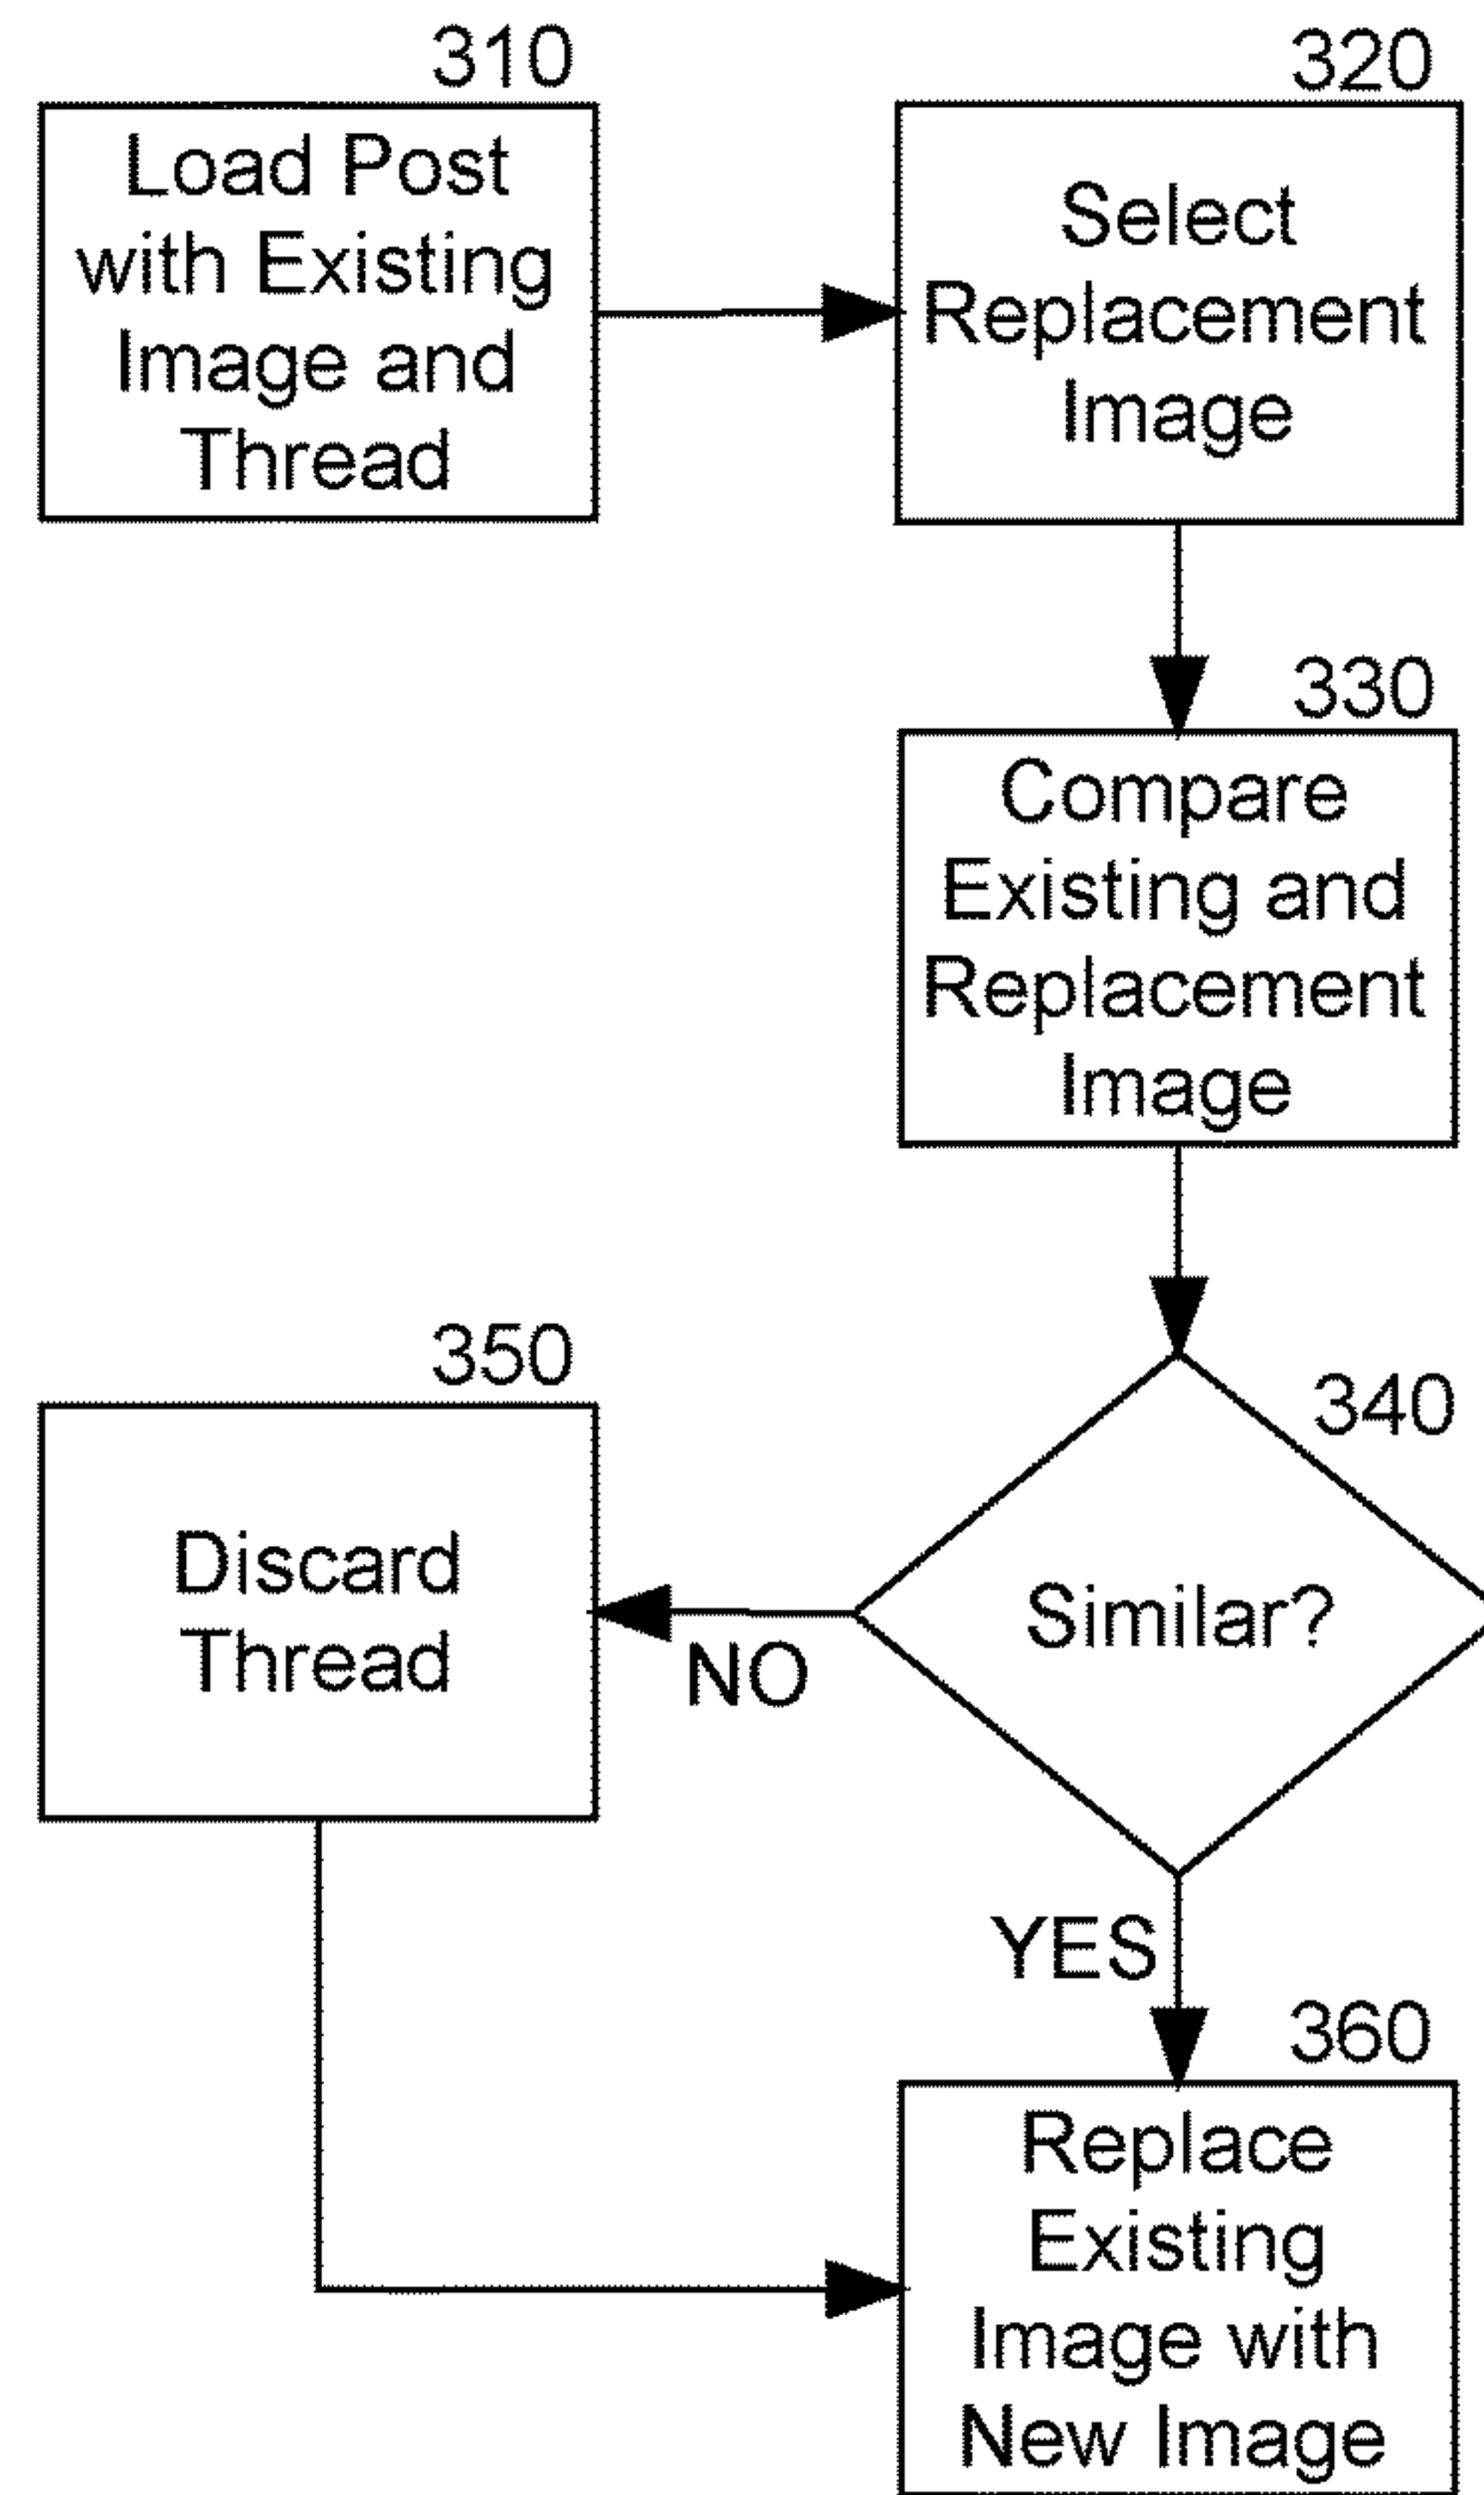 310
Load Post
with Existing
Image and
Thread
320
Select
Replacement
Image
330
Compare
Existing and
Replacement
Image
340
Similar?
NO
350
Discard
Thread
YES
360
Replace
Existing
Image with
New Image